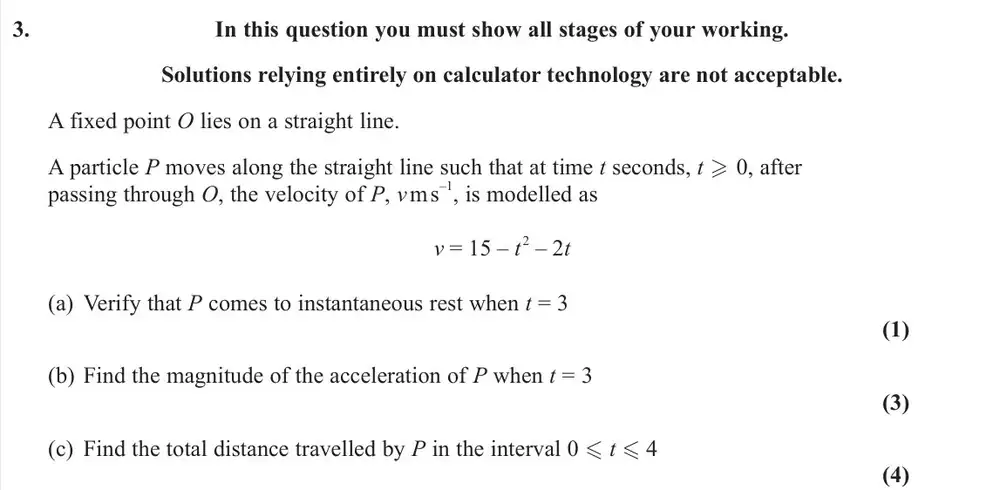 3. In this question you must show all stages of your working.
Solutions relying entirely on calculator technology are not acceptable.
A fixed point O lies on a straight line.
A particle P moves along the straight line such that at time t seconds, t ⩾ 0, after
passing through O, the velocity of P, v m s⁻¹, is modelled as
v = 15 – t² – 2t
(a) Verify that P comes to instantaneous rest when t = 3
(1)
(b) Find the magnitude of the acceleration of P when t = 3
(3)
(c) Find the total distance travelled by P in the interval 0 ⩽ t ⩽ 4
(4)